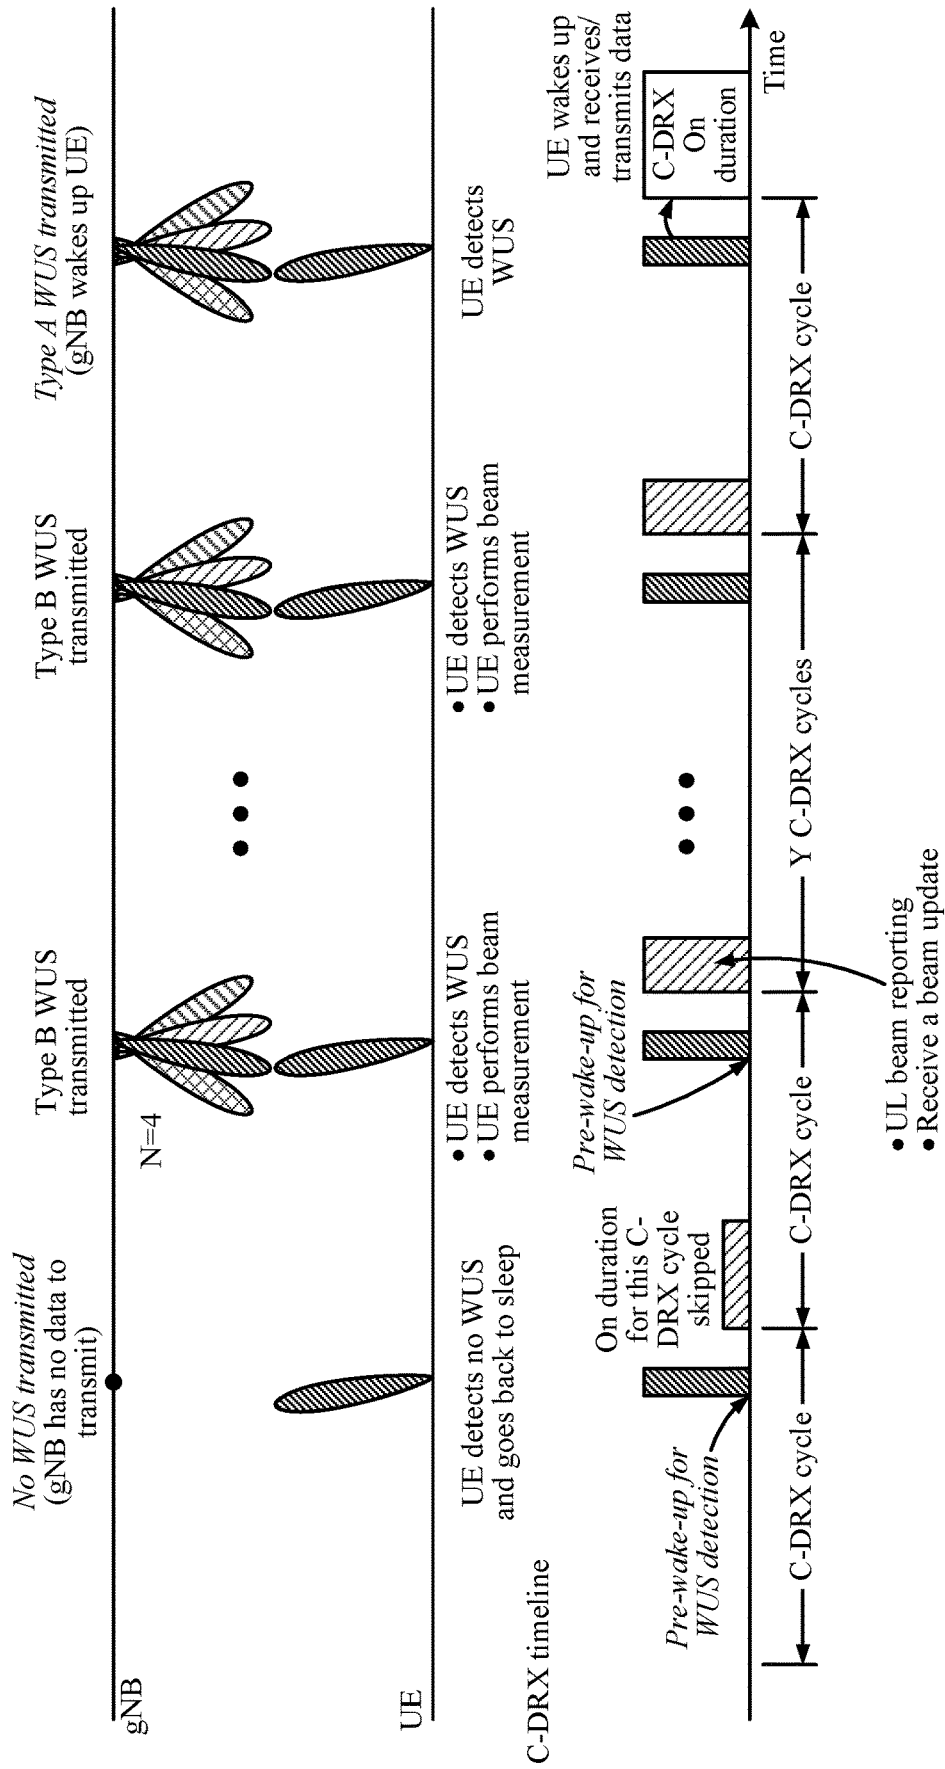 No WUS transmitted
(gNB has no data to
transmit)
Type B WUS
transmitted
Type B WUS
transmitted
Type A WUS transmitted
(gNB wakes up UE)
gNB
N=4
UE
UE detects no WUS
and goes back to sleep
• UE detects WUS
• UE performs beam
measurement
• UE detects WUS
• UE performs beam
measurement
UE detects
WUS
C-DRX timeline
Pre-wake-up for
WUS detection
On duration
for this C-
DRX cycle
skipped
Pre-wake-up for
WUS detection
UE wakes up
and receives/
transmits data
C-DRX
On
duration
Time
C-DRX cycle
C-DRX cycle
Y C-DRX cycles
C-DRX cycle
• UL beam reporting
• Receive a beam update